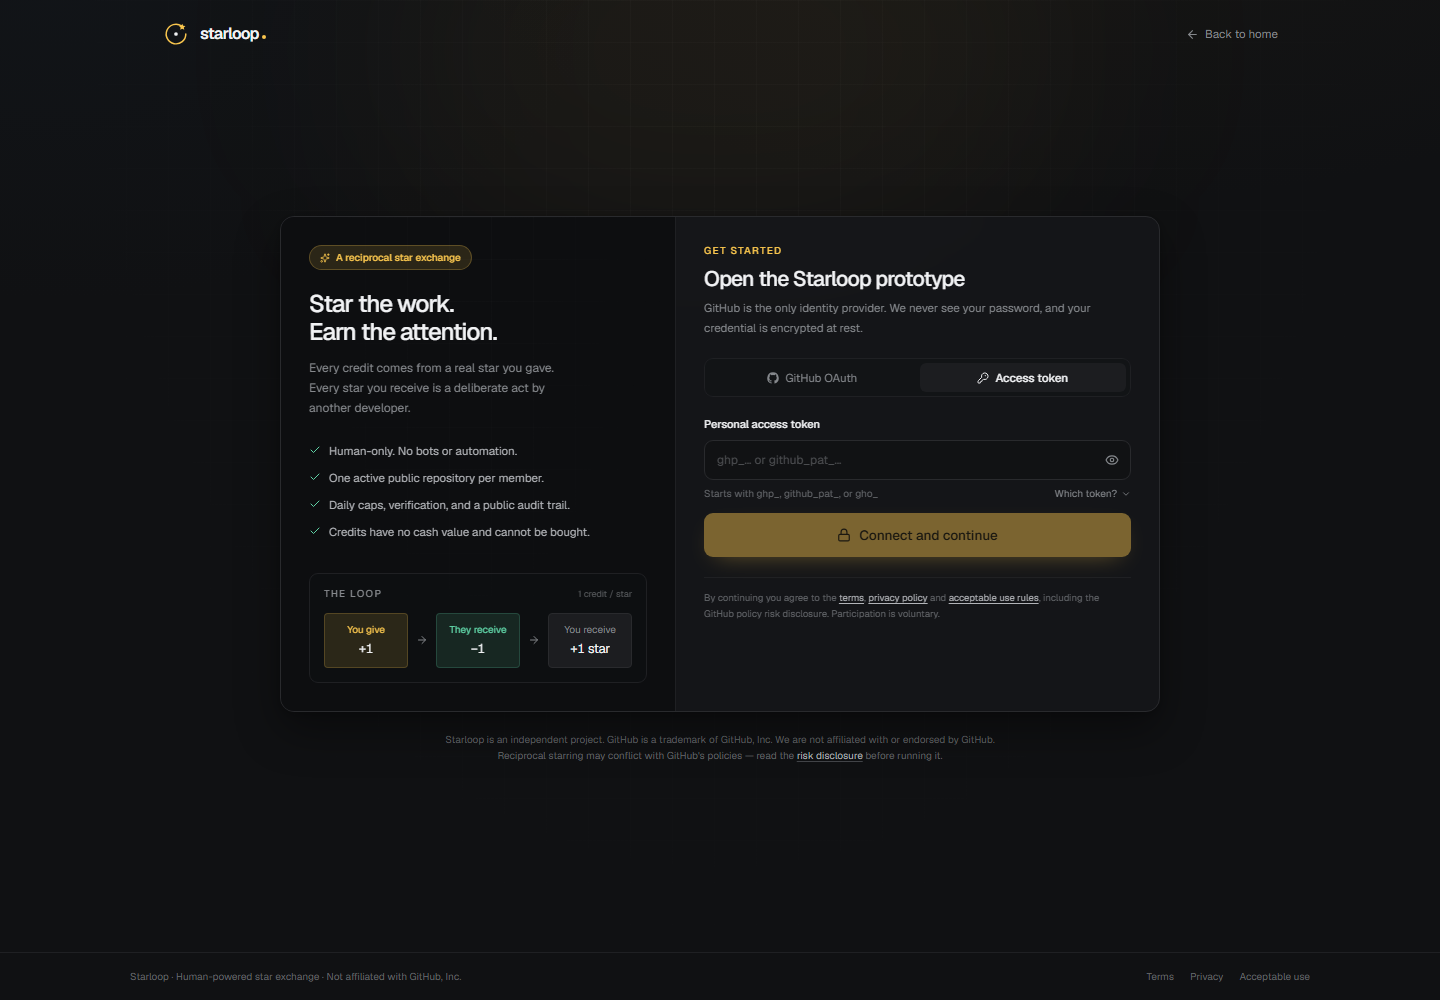 starloop.
Back to home
A reciprocal star exchange
Star the work.
Earn the attention.
Every credit comes from a real star you gave.
Every star you receive is a deliberate act by
another developer.
Human-only. No bots or automation.
One active public repository per member.
Daily caps, verification, and a public audit trail.
Credits have no cash value and cannot be bought.
THE LOOP
1 credit / star
You give
+1
They receive
−1
You receive
+1 star
GET STARTED
Open the Starloop prototype
GitHub is the only identity provider. We never see your password, and your
credential is encrypted at rest.
GitHub OAuth
Access token
Personal access token
ghp_… or github_pat_…
Starts with ghp_, github_pat_, or gho_
Which token?
Connect and continue
By continuing you agree to the terms, privacy policy and acceptable use rules, including the
GitHub policy risk disclosure. Participation is voluntary.
Starloop is an independent project. GitHub is a trademark of GitHub, Inc. We are not affiliated with or endorsed by GitHub.
Reciprocal starring may conflict with GitHub's policies — read the risk disclosure before running it.
Starloop · Human-powered star exchange · Not affiliated with GitHub, Inc.
Terms
Privacy
Acceptable use